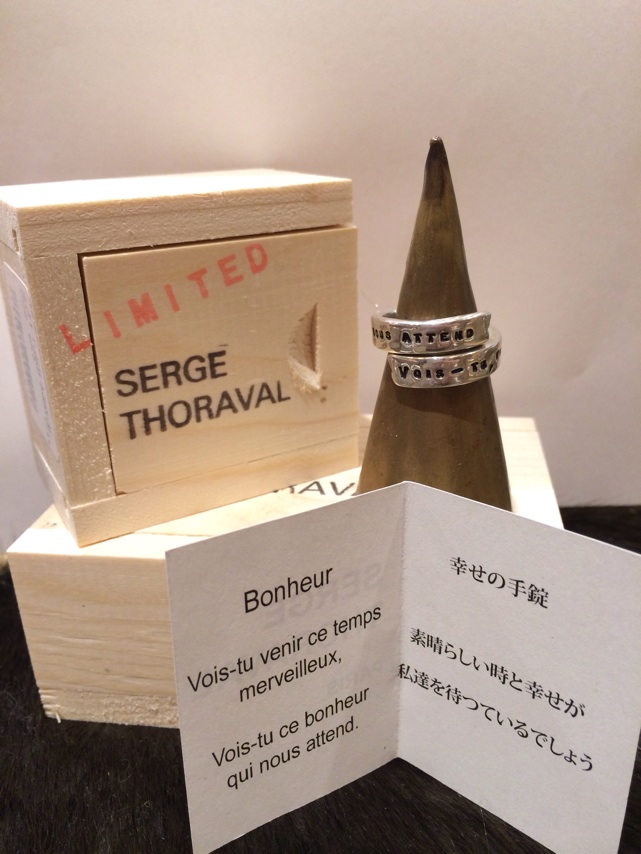 LIMITED
SERGE
THORAVAL
ATTEND
VOIS-TU
Bonheur
Vois-tu venir ce temps
merveilleux,
Vois-tu ce bonheur
qui nous attend.
幸せの手錠
素晴らしい時と幸せが
私達を待つているでしょう